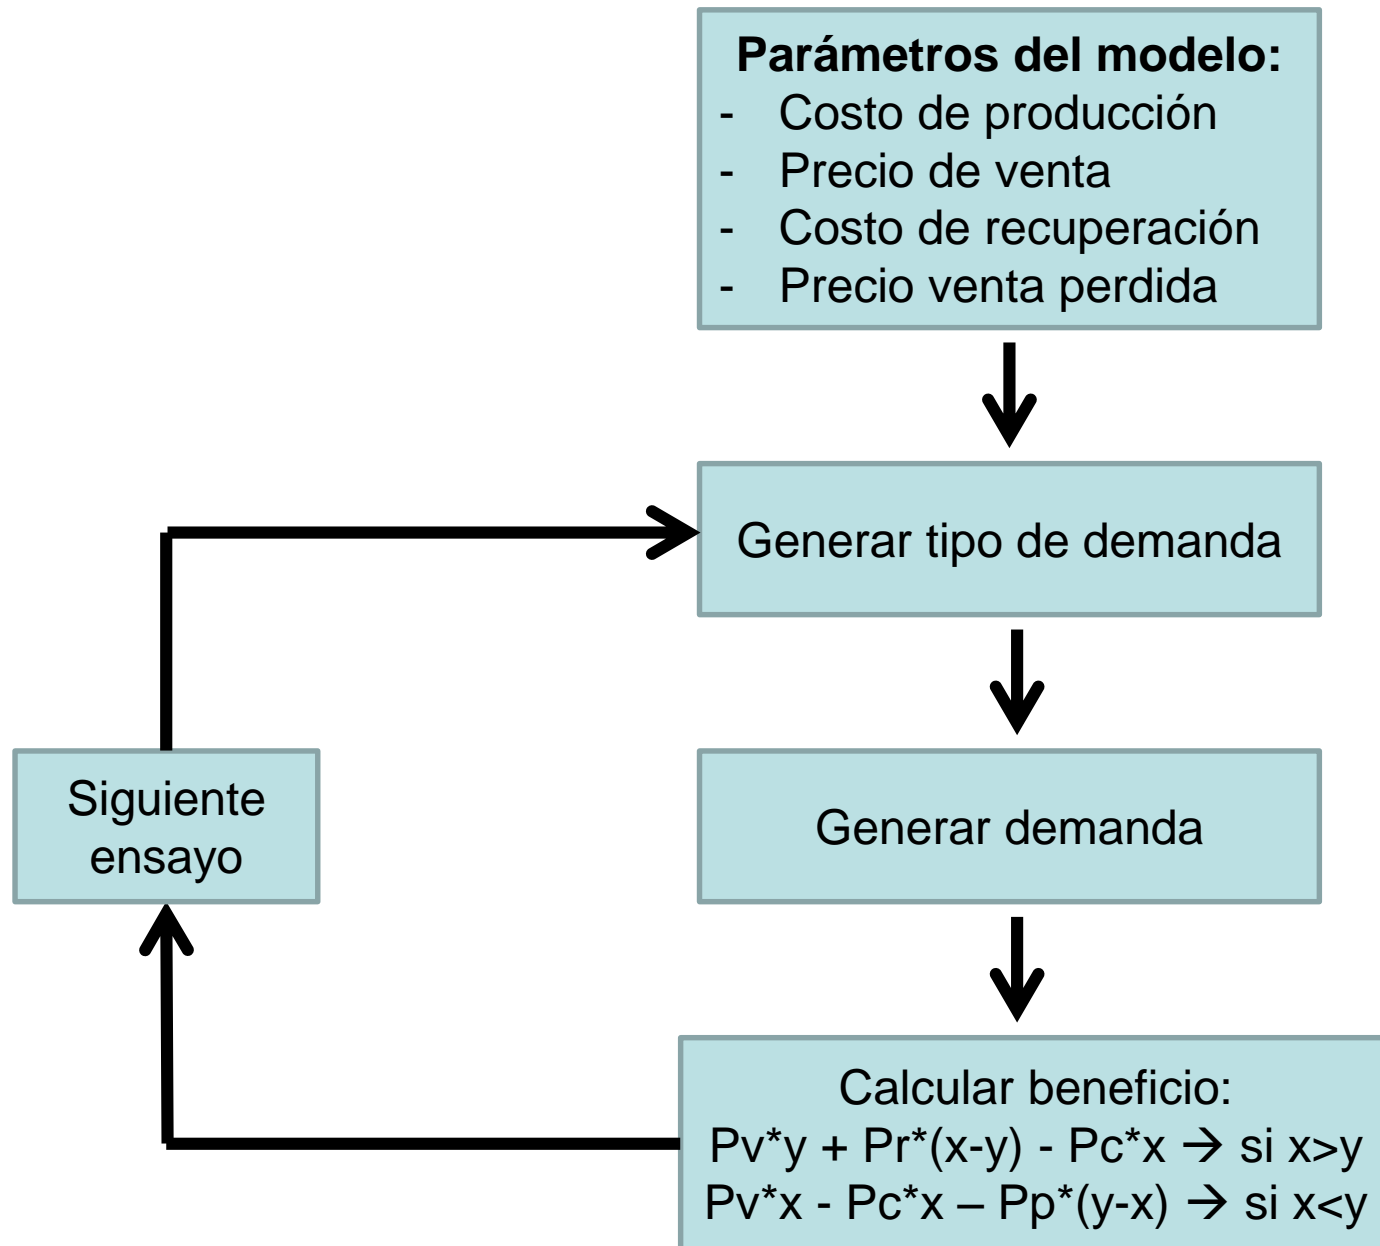 Parámetros del modelo:
- Costo de producción
- Precio de venta
- Costo de recuperación
- Precio venta perdida
Generar tipo de demanda
Siguiente
ensayo
Generar demanda
Calcular beneficio:
Pv*y + Pr*(x-y) - Pc*x → si x>y
Pv*x - Pc*x – Pp*(y-x) → si x<y